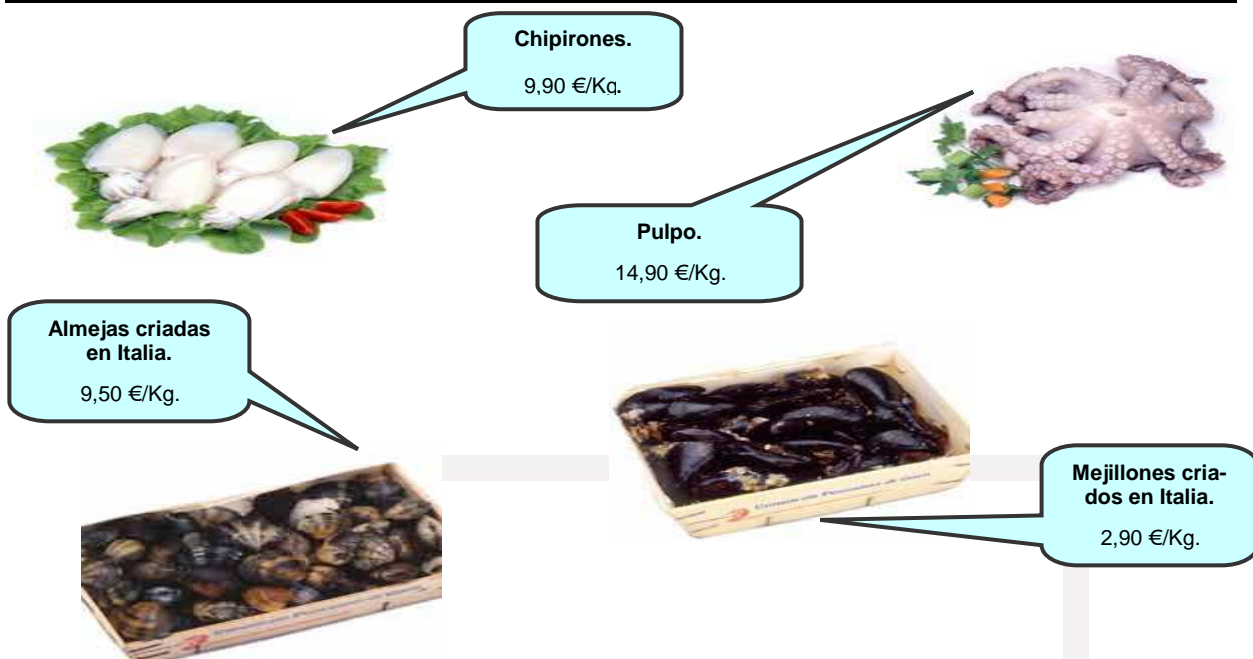 Chipirones.
9,90 €/Kg.
Pulpo.
14,90 €/Kg.
Almejas criadas
en Italia.
9,50 €/Kg.
Mejillones cria-
dos en Italia.
2,90 €/Kg.